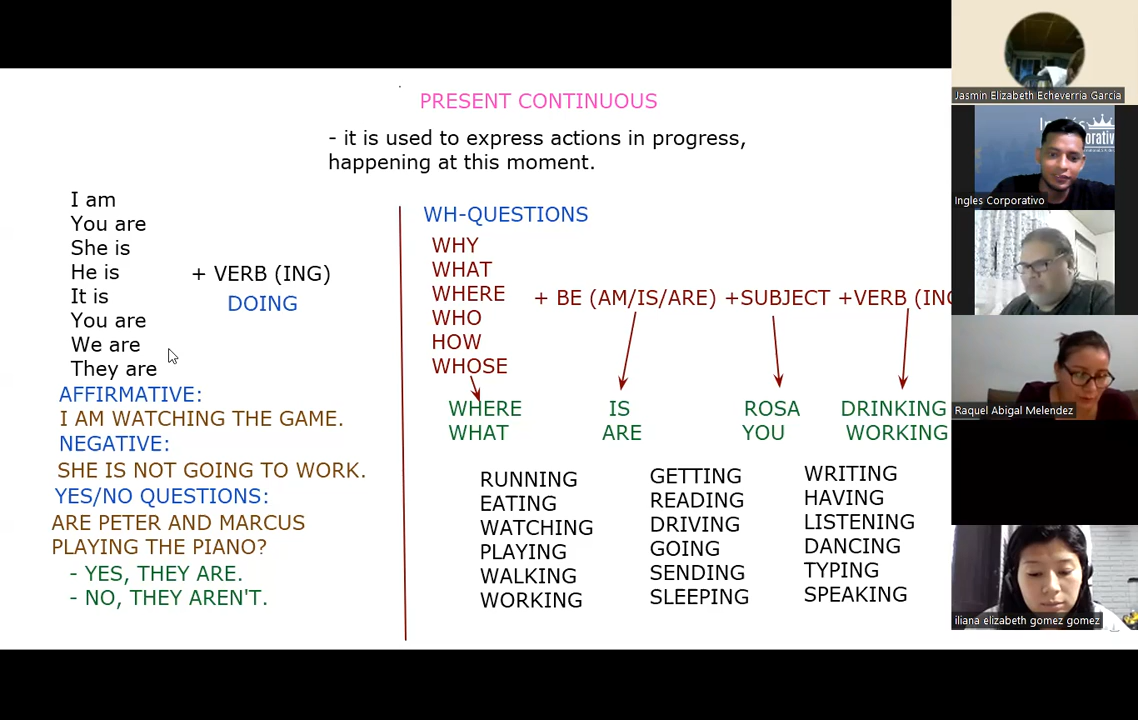 PRESENT CONTINUOUS
- it is used to express actions in progress,
happening at this moment.
I am
You are
She is
He is
It is
You are
We are
They are
+ VERB (ING)
DOING
AFFIRMATIVE:
I AM WATCHING THE GAME.
NEGATIVE:
SHE IS NOT GOING TO WORK.
YES/NO QUESTIONS:
ARE PETER AND MARCUS
PLAYING THE PIANO?
- YES, THEY ARE.
- NO, THEY AREN'T.
WH-QUESTIONS
WHY
WHAT
WHERE
WHO
HOW
WHOSE
+ BE (AM/IS/ARE) +SUBJECT +VERB
WHERE IS ROSA DRINKING
WHAT ARE YOU WORKING
RUNNING
EATING
WATCHING
PLAYING
WALKING
WORKING
GETTING
READING
DRIVING
GOING
SENDING
SLEEPING
WRITING
HAVING
LISTENING
DANCING
TYPING
SPEAKING
Jasmin Elizabeth Echeverria Garcia
Ingles Corporativo
Raquel Abigal Melendez
iliana elizabeth gomez gomez